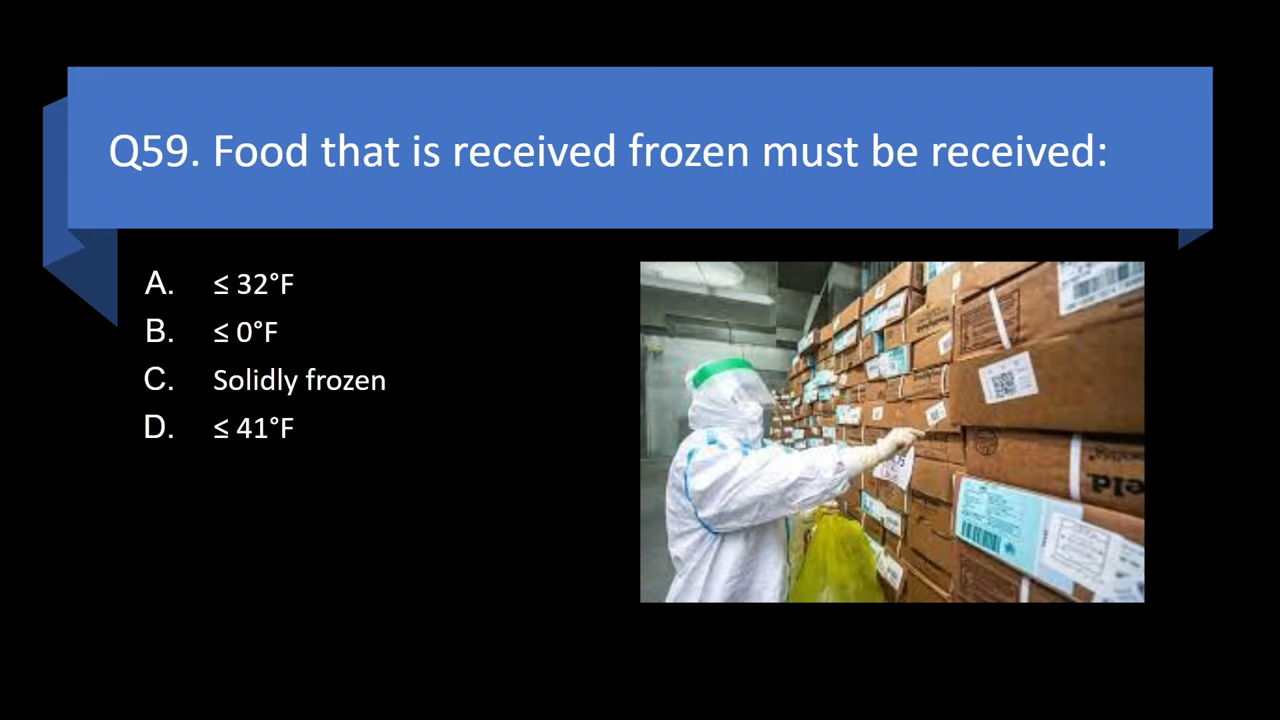 Q59. Food that is received frozen must be received:
A. ≤ 32°F
B. ≤ 0°F
C. Solidly frozen
D. ≤ 41°F